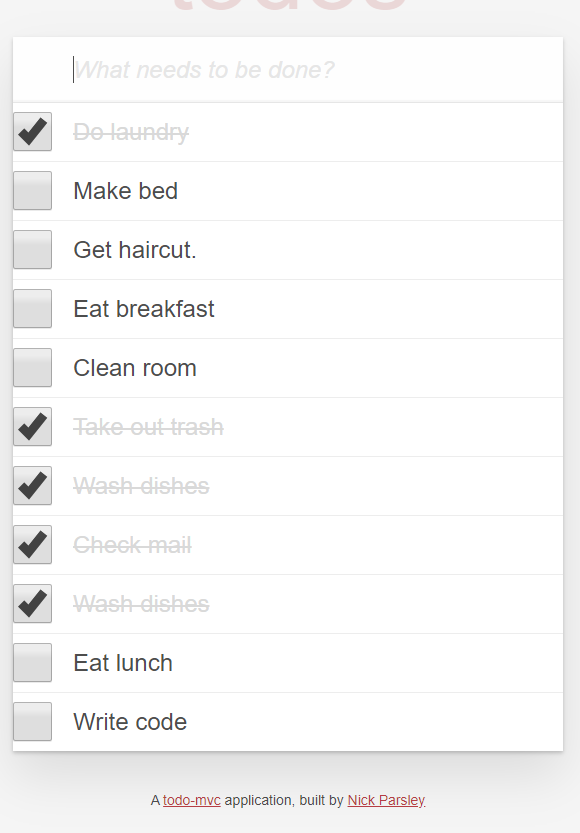 todos
What needs to be done?
Do laundry
Make bed
Get haircut.
Eat breakfast
Clean room
Take out trash
Wash dishes
Check mail
Wash dishes
Eat lunch
Write code
A todo-mvc application, built by Nick Parsley